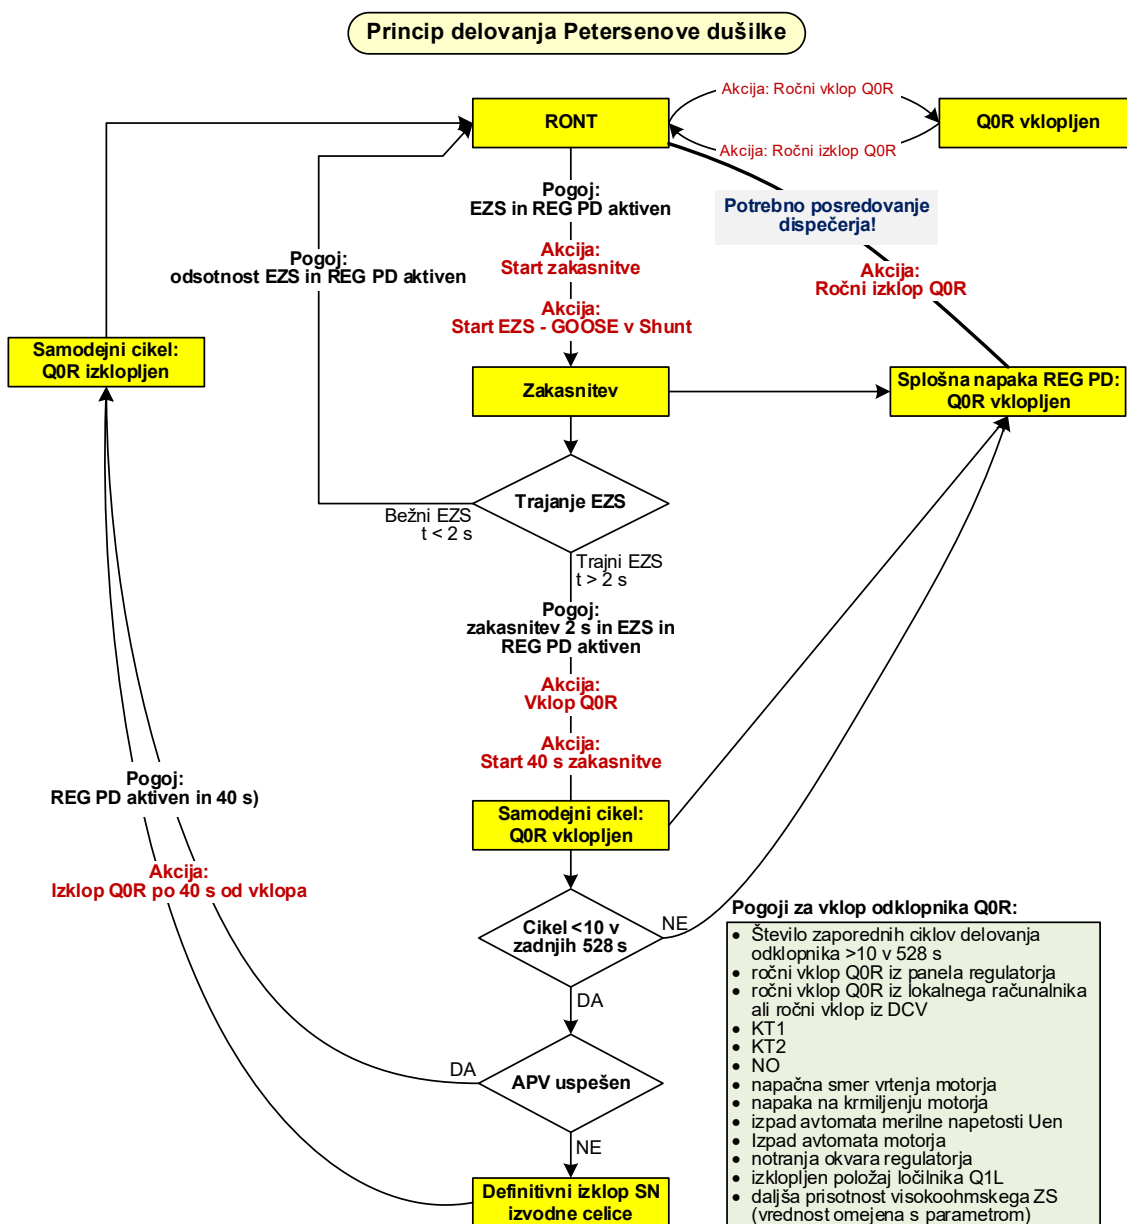 Princip delovanja Petersenove dušilke
Akcija: Ročni vklop Q0R
RONT
Q0R vklopljen
Akcija: Ročni izklop Q0R
Pogoj:
EZS in REG PD aktiven
Potrebno posredovanje
dispečerja!
Akcija:
Start zakasnitve
Pogoj:
odsotnost EZS in REG PD aktiven
Akcija:
Ročni izklop Q0R
Akcija:
Start EZS - GOOSE v Shunt
Samodejni cikel:
Q0R izklopljen
Zakasnitev
Splošna napaka REG PD:
Q0R vklopljen
Trajanje EZS
Bežni EZS
t < 2 s
Trajni EZS
t > 2 s
Pogoj:
zakasnitev 2 s in EZS in
REG PD aktiven
Akcija:
Vklop Q0R
Akcija:
Start 40 s zakasnitve
Pogoj:
REG PD aktiven in 40 s)
Samodejni cikel:
Q0R vklopljen
Akcija:
Izklop Q0R po 40 s od vklopa
Cikel <10 v
zadnjih 528 s
NE
DA
APV uspešen
DA
NE
Definitivni izklop SN
izvodne celice
Pogoji za vklop odklopnika Q0R:
• Število zaporednih ciklov delovanja
odklopnika >10 v 528 s
• ročni vklop Q0R iz panela regulatorja
• ročni vklop Q0R iz lokalnega računalnika
ali ročni vklop iz DCV
• KT1
• KT2
• NO
• napačna smer vrtenja motorja
• napaka na krmiljenju motorja
• izpad avtomata merilne napetosti Uen
• Izpad avtomata motorja
• notranja okvara regulatorja
• izklopljen položaj ločilnika Q1L
• daljša prisotnost visokoohmskega ZS
(vrednost omejena s parametrom)